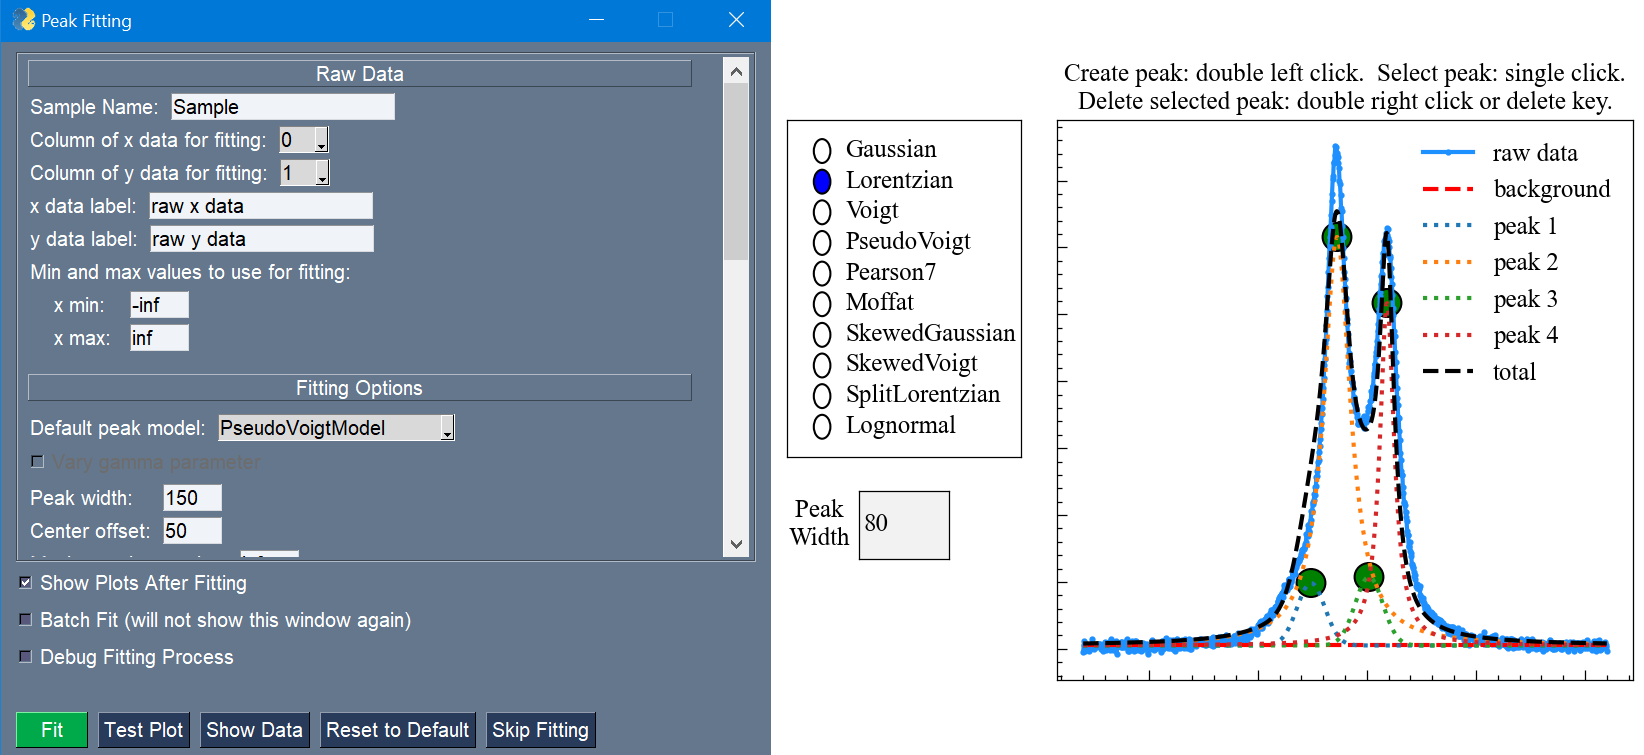 Peak Fitting
Raw Data
Sample Name: Sample
Column of x data for fitting: 0
Column of y data for fitting: 1
x data label: raw x data
y data label: raw y data
Min and max values to use for fitting:
x min: -inf
x max: inf
Fitting Options
Default peak model: PseudoVoigtModel
Vary gamma parameter
Peak width: 150
Center offset: 50
Show Plots After Fitting
Batch Fit (will not show this window again)
Debug Fitting Process
Fit
Test Plot
Show Data
Reset to Default
Skip Fitting
Gaussian
Lorentzian
Voigt
PseudoVoigt
Pearson7
Moffat
SkewedGaussian
SkewedVoigt
SplitLorentzian
Lognormal
Peak
Width
80
Create peak: double left click.  Select peak: single click.
Delete selected peak: double right click or delete key.
raw data
background
peak 1
peak 2
peak 3
peak 4
total